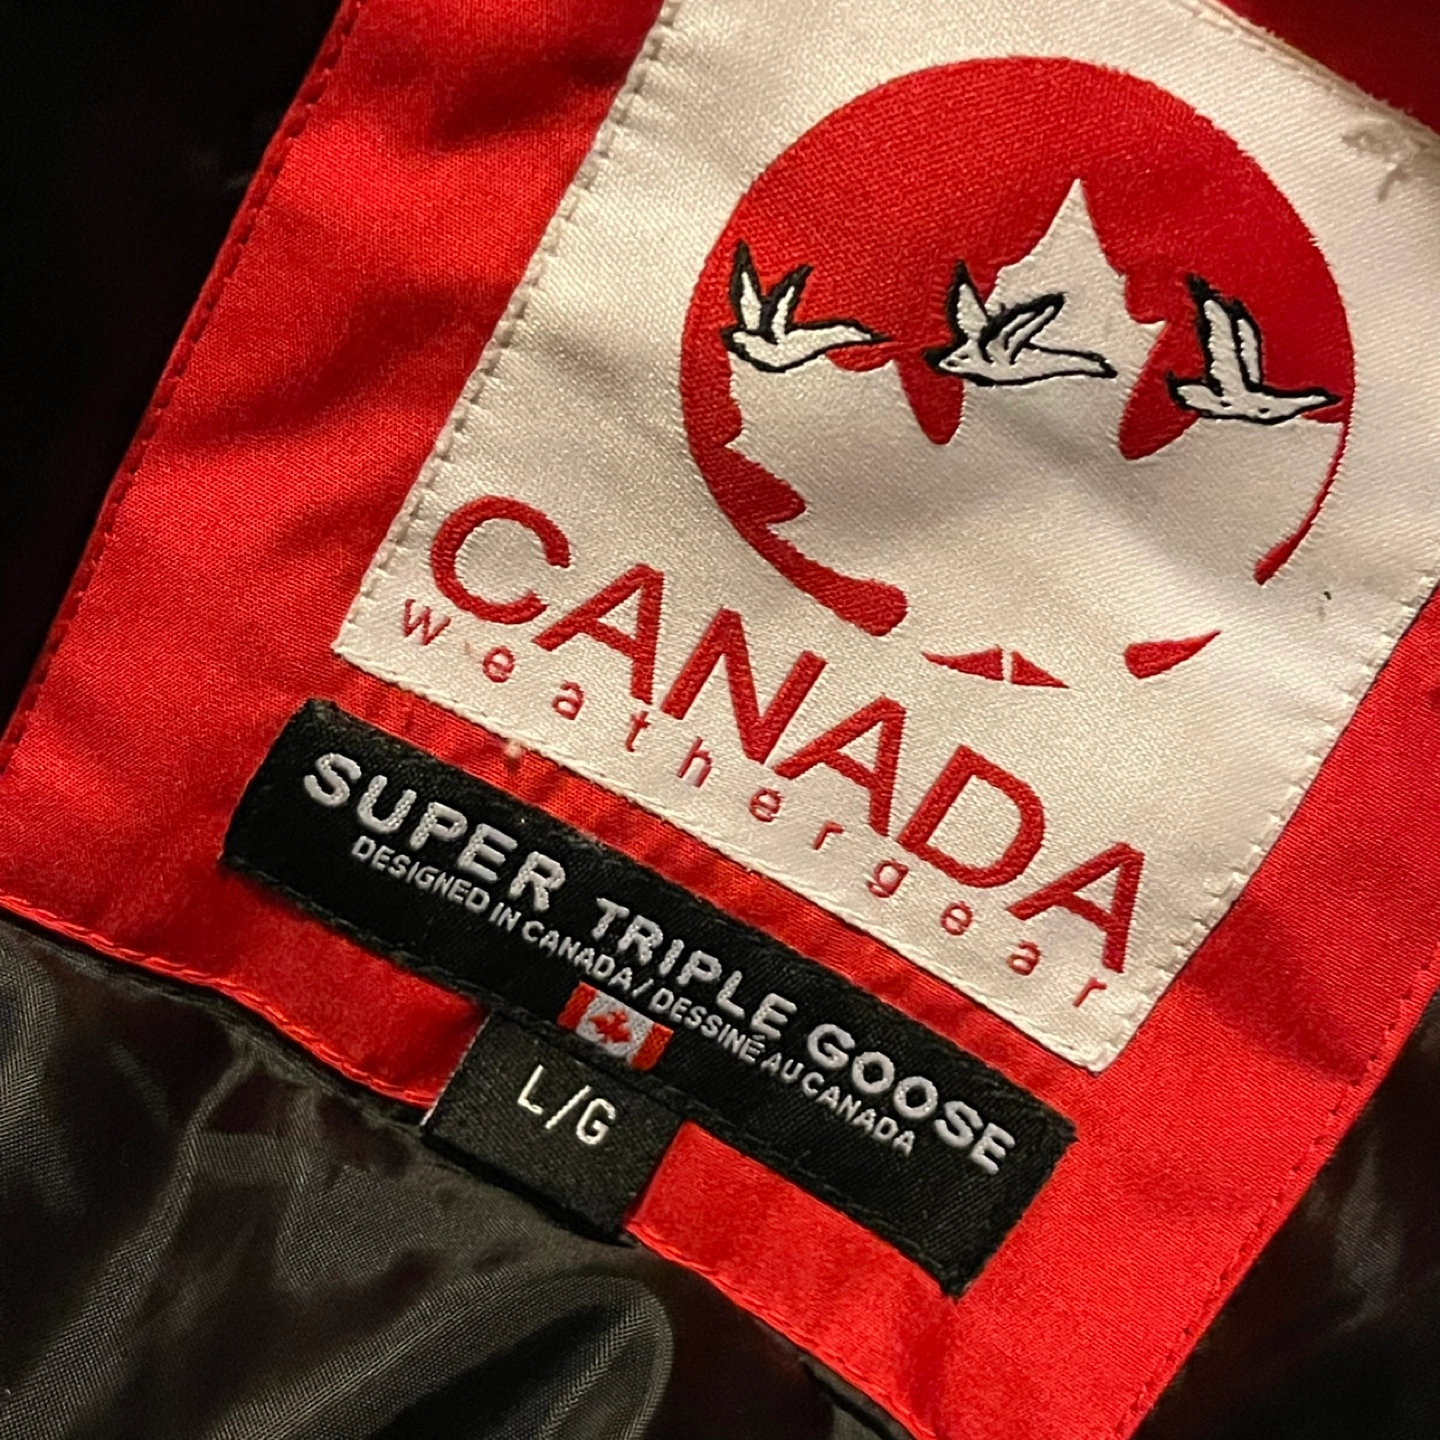 CANADA
weathergear
SUPER TRIPLE GOOSE
DESIGNED IN CANADA/DESSINÉ AU CANADA
L/G